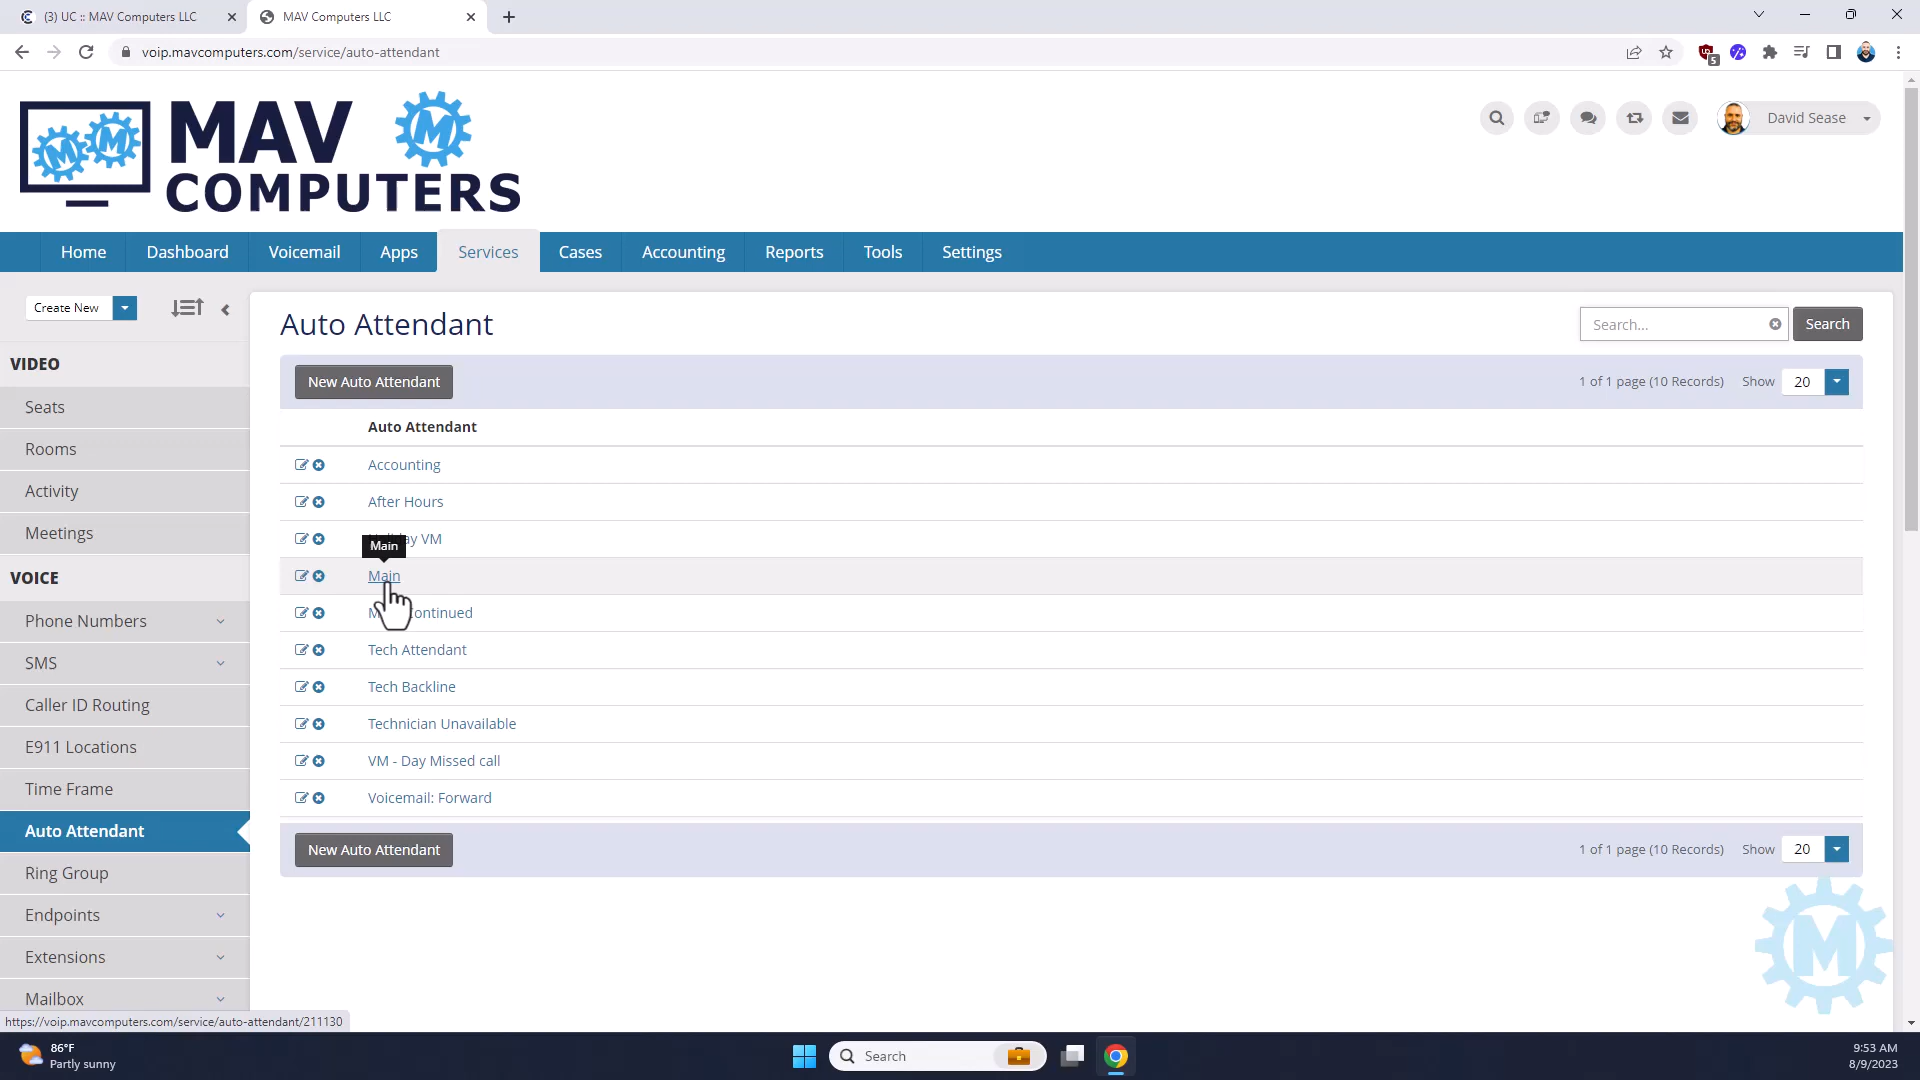 (3) UC :: MAV Computers LLC
MAV Computers LLC
voip.mavcomputers.com/service/auto-attendant
5
MAV
COMPUTERS
M
David Sease
Home
Dashboard
Voicemail
Apps
Services
Cases
Accounting
Reports
Tools
Settings
Create New
VIDEO
Seats
Rooms
Activity
Meetings
VOICE
Phone Numbers
SMS
Caller ID Routing
E911 Locations
Time Frame
Auto Attendant
Ring Group
Endpoints
Extensions
Mailbox
Auto Attendant
Search...
Search
New Auto Attendant
1 of 1 page (10 Records) Show 20
Auto Attendant
Accounting
After Hours
VM
Main
Main
Continued
Tech Attendant
Tech Backline
Technician Unavailable
VM - Day Missed call
Voicemail: Forward
New Auto Attendant
1 of 1 page (10 Records) Show 20
M
https://voip.mavcomputers.com/service/auto-attendant/211130
86°F
Partly sunny
Search
9:53 AM
8/9/2023